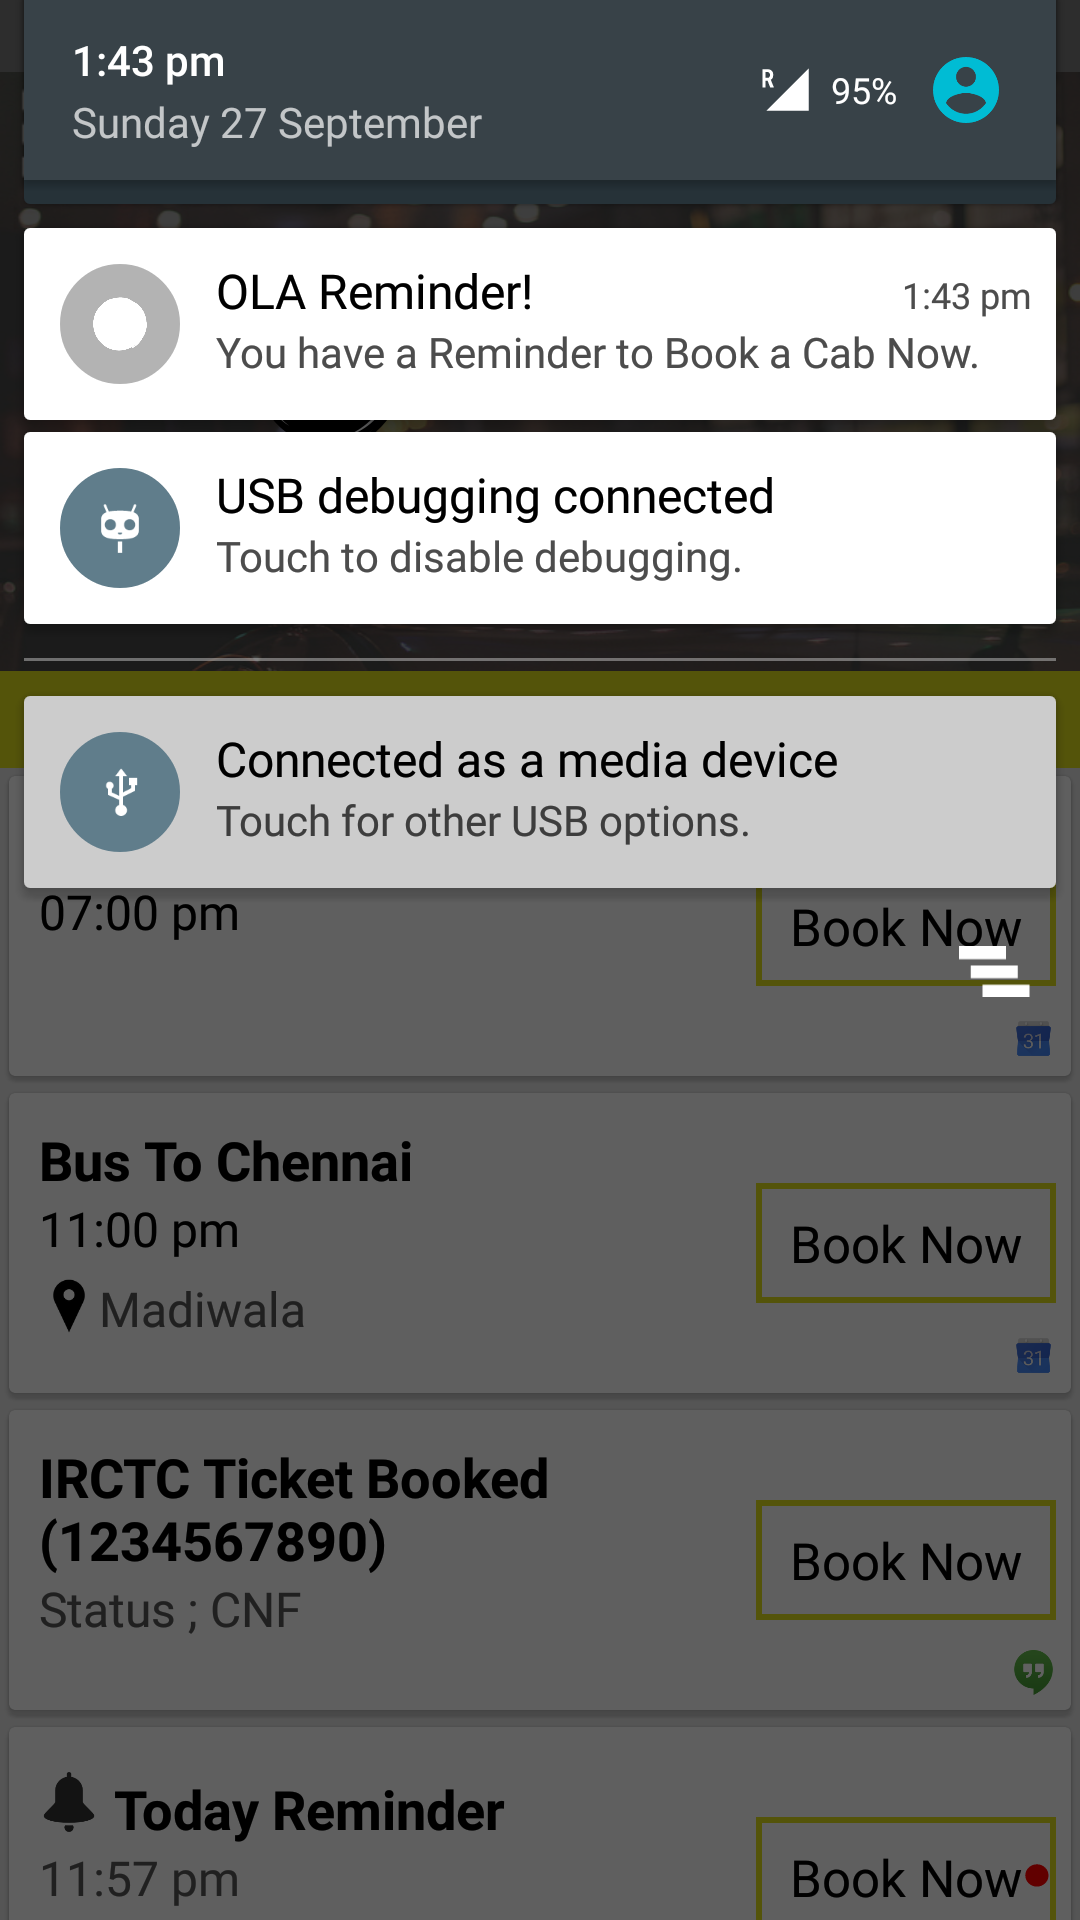 1:43 pm
Sunday 27 September
R
95%
OLA Reminder!
1:43 pm
You have a Reminder to Book a Cab Now.
USB debugging connected
Touch to disable debugging.
Connected as a media device
Touch for other USB options.
07:00 pm
Book Now
31
Bus To Chennai
11:00 pm
Book Now
Madiwala
31
IRCTC Ticket Booked
(1234567890)
Book Now
Status ; CNF
Today Reminder
11:57 pm
Book Now